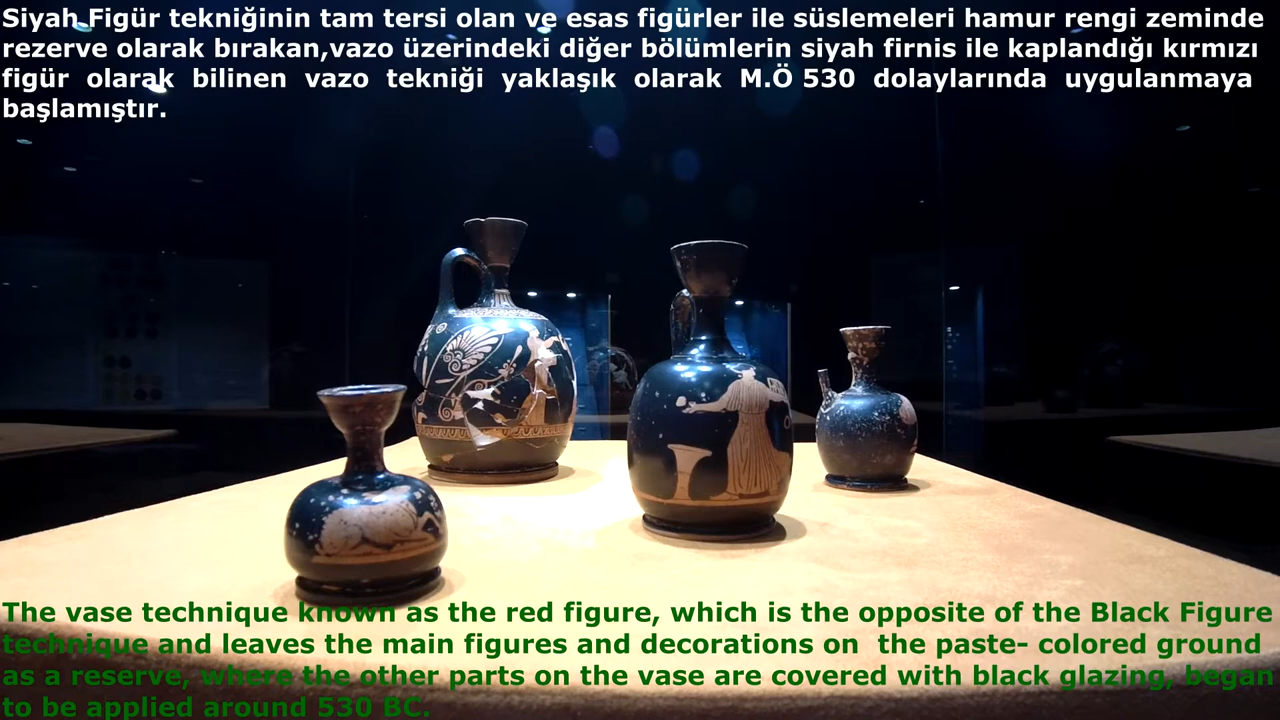 Siyah Figür tekniğinin tam tersi olan ve esas figürler ile süslemeleri hamur rengi zeminde
rezerve olarak bırakan,vazo üzerindeki diğer bölümlerin siyah firnis ile kaplandığı kırmızı
figür olarak bilinen vazo tekniği yaklaşık olarak M.Ö 530 dolaylarında uygulanmaya
başlamıştır.
The vase technique known as the red figure, which is the opposite of the Black Figure
technique and leaves the main figures and decorations on the paste- colored ground
as a reserve, where the other parts on the vase are covered with black glazing, began
to be applied around 530 BC.